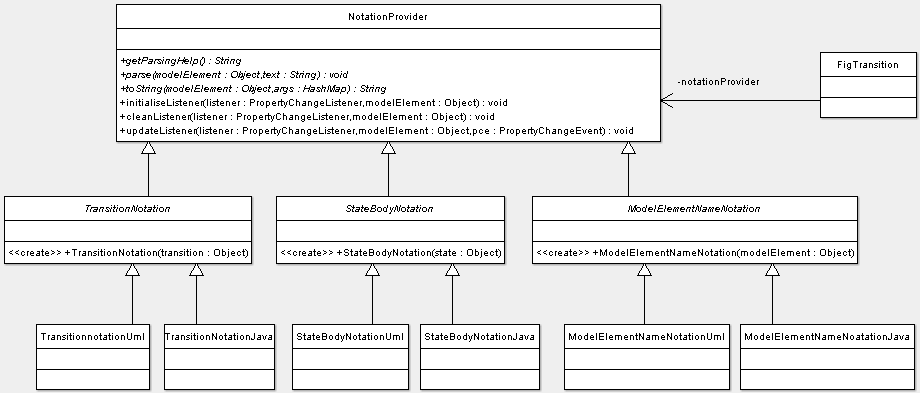 NotationProvider
+getParsingHelp() : String
+parse(modelElement : Object,text : String) : void
+toString(modelElement : Object,args : HashMap) : String
+initialiseListener(listener : PropertyChangeListener,modelElement : Object) : void
+cleanListener(listener : PropertyChangeListener,modelElement : Object) : void
+updateListener(listener : PropertyChangeListener,modelElement : Object,pce : PropertyChangeEvent) : void
-notationProvider
FigTransition
TransitionNotation
<<create>> +TransitionNotation(transition : Object)
StateBodyNotation
<<create>> +StateBodyNotation(state : Object)
ModelElementNameNotation
<<create>> +ModelElementNameNotation(modelElement : Object)
TransitionnotationUml
TransitionNotationJava
StateBodyNotationUml
StateBodyNotationJava
ModelElementNameNotationUml
ModelElementNameNoatationJava